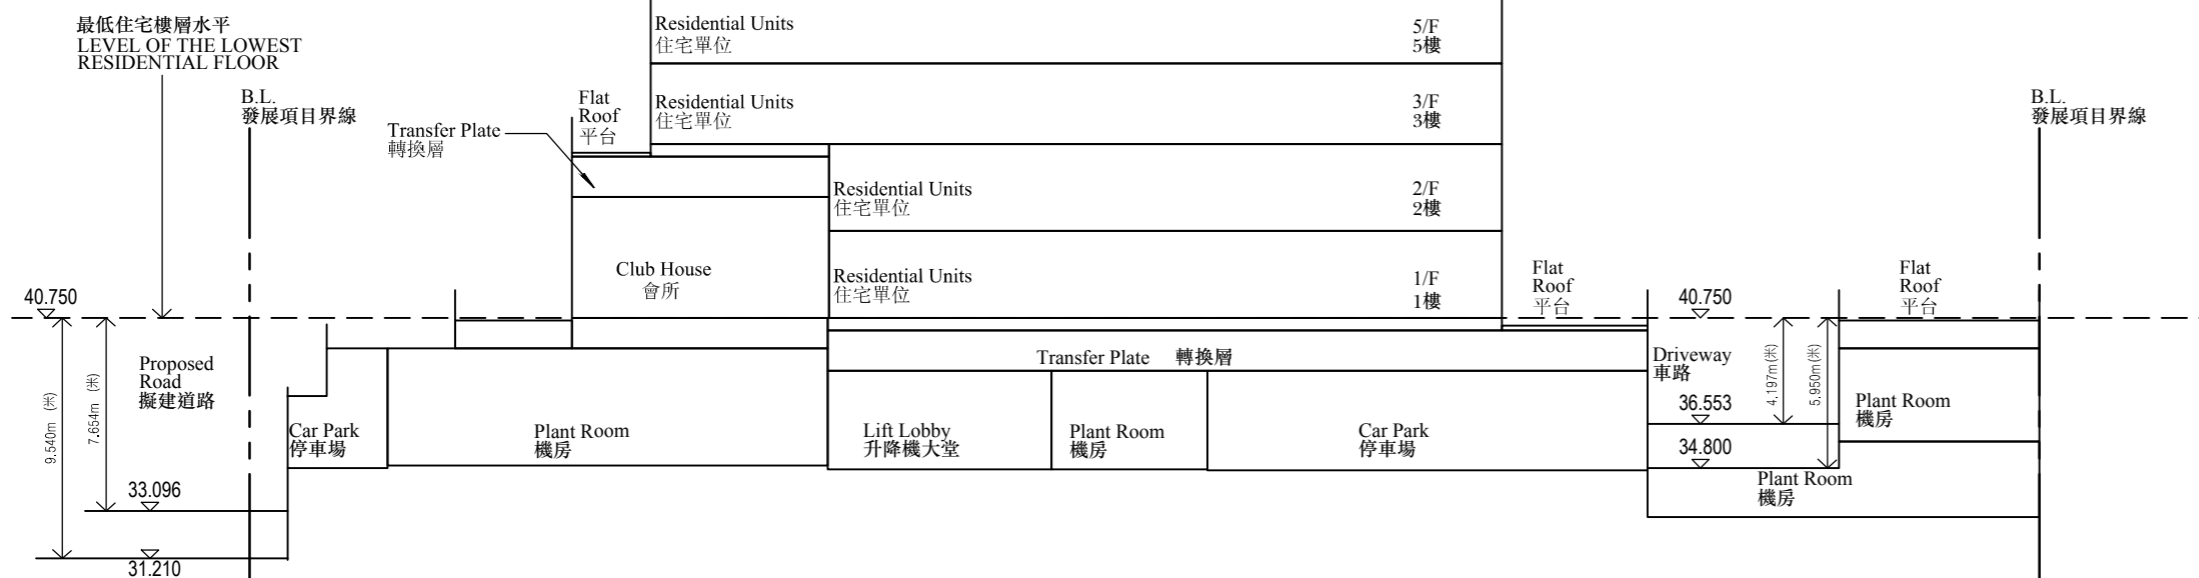 最低住宅樓層水平
LEVEL OF THE LOWEST
RESIDENTIAL FLOOR
B.L.
發展項目界線
Transfer Plate
轉換層
Flat
Roof
平台
Residential Units
住宅單位
5/F
5樓
Residential Units
住宅單位
3/F
3樓
B.L.
發展項目界線
Residential Units
住宅單位
2/F
2樓
Club House
會所
Residential Units
住宅單位
1/F
1樓
Flat
Roof
平台
Flat
Roof
平台
40.750
40.750
Proposed
Road
擬建道路
9.540m (米)
7.654m (米)
Transfer Plate 轉換層
Driveway
車路
4.197m(米)
5.950m(米)
36.553
34.800
Plant Room
機房
Car Park
停車場
Plant Room
機房
Lift Lobby
升降機大堂
Plant Room
機房
Car Park
停車場
Plant Room
機房
33.096
31.210